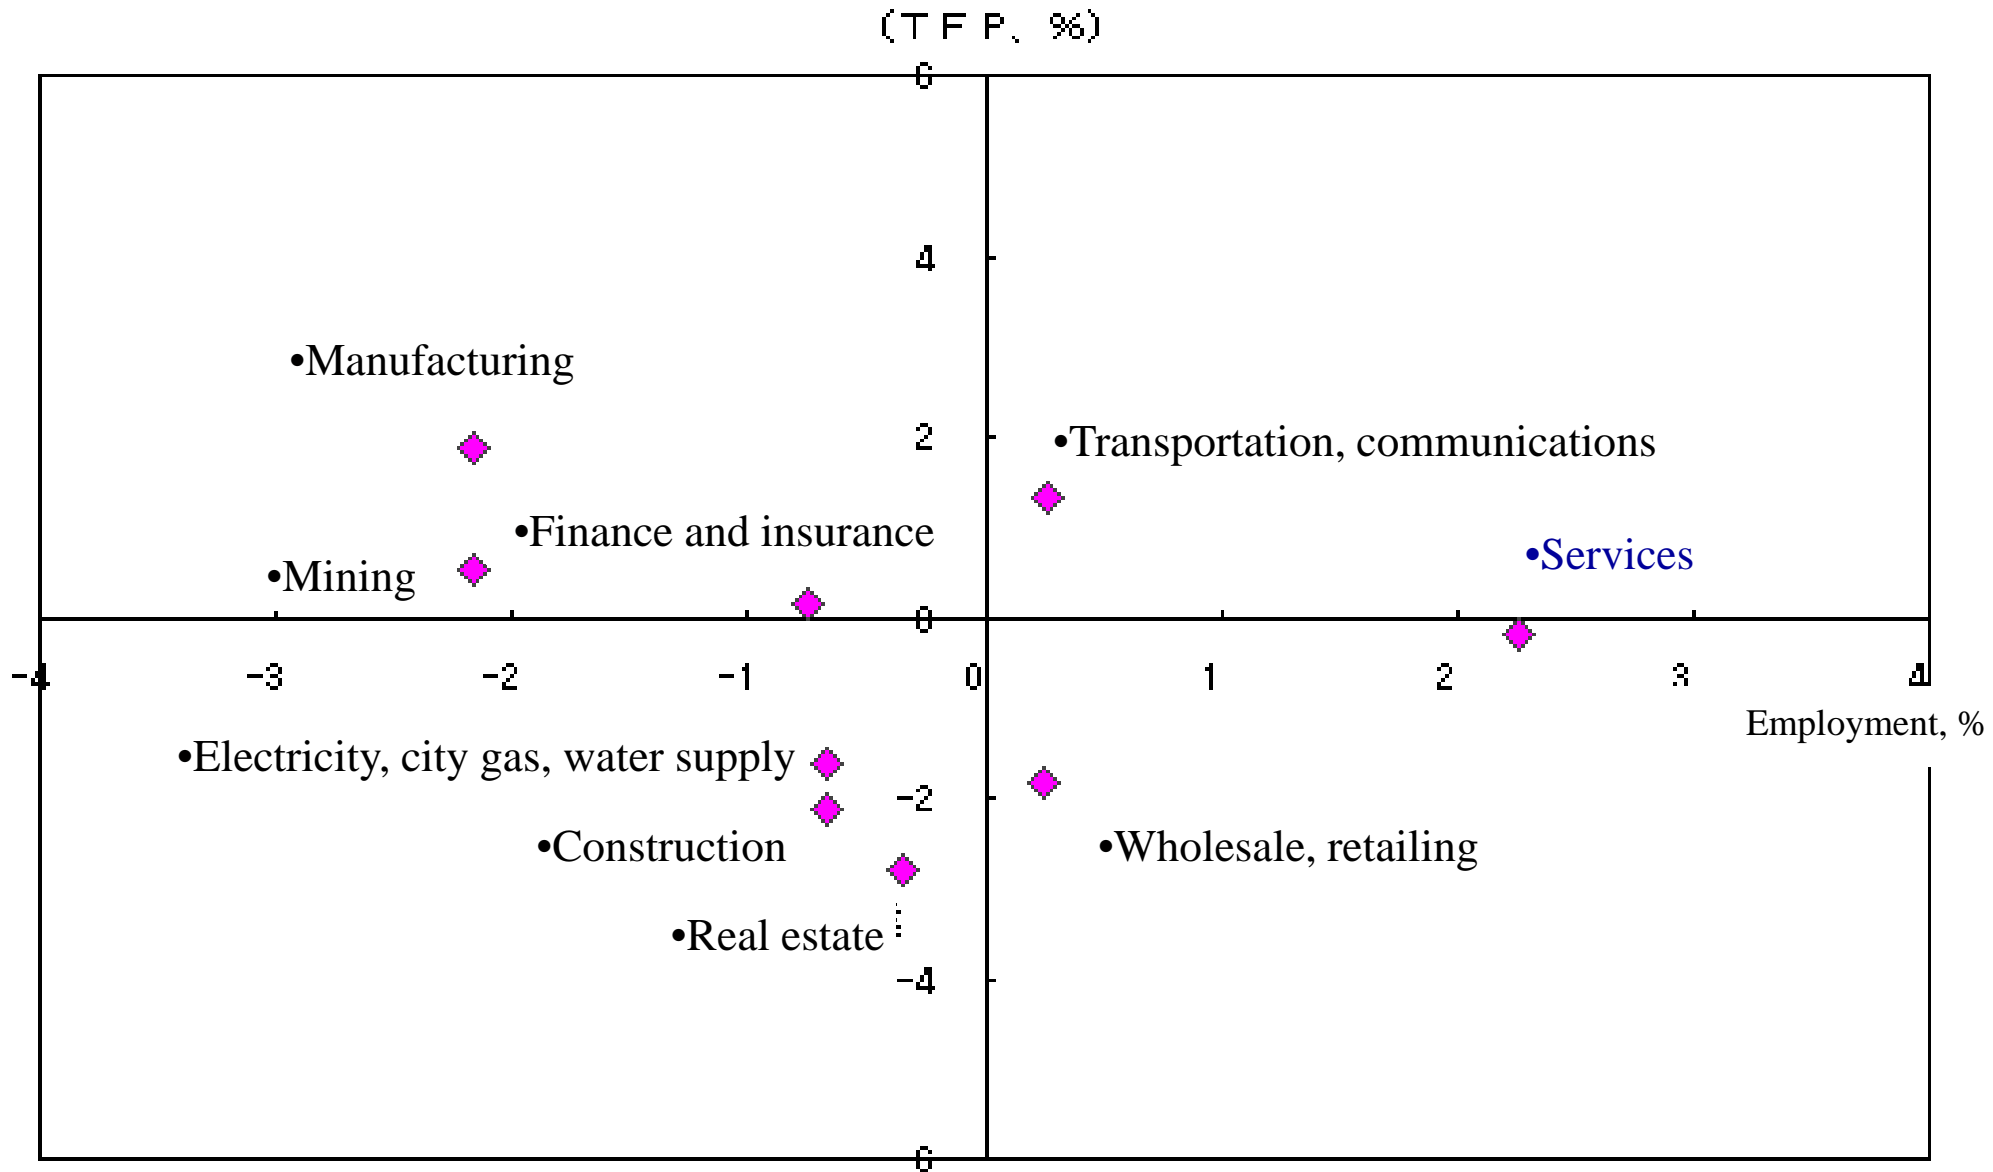 (TFP、%)
6
4
•Manufacturing
2
•Transportation, communications
•Finance and insurance
•Services
•Mining
0
-4 -3 -2 -1 0 1 2 3 4
Employment, %
•Electricity, city gas, water supply
-2
•Construction
•Wholesale, retailing
•Real estate
-4
6